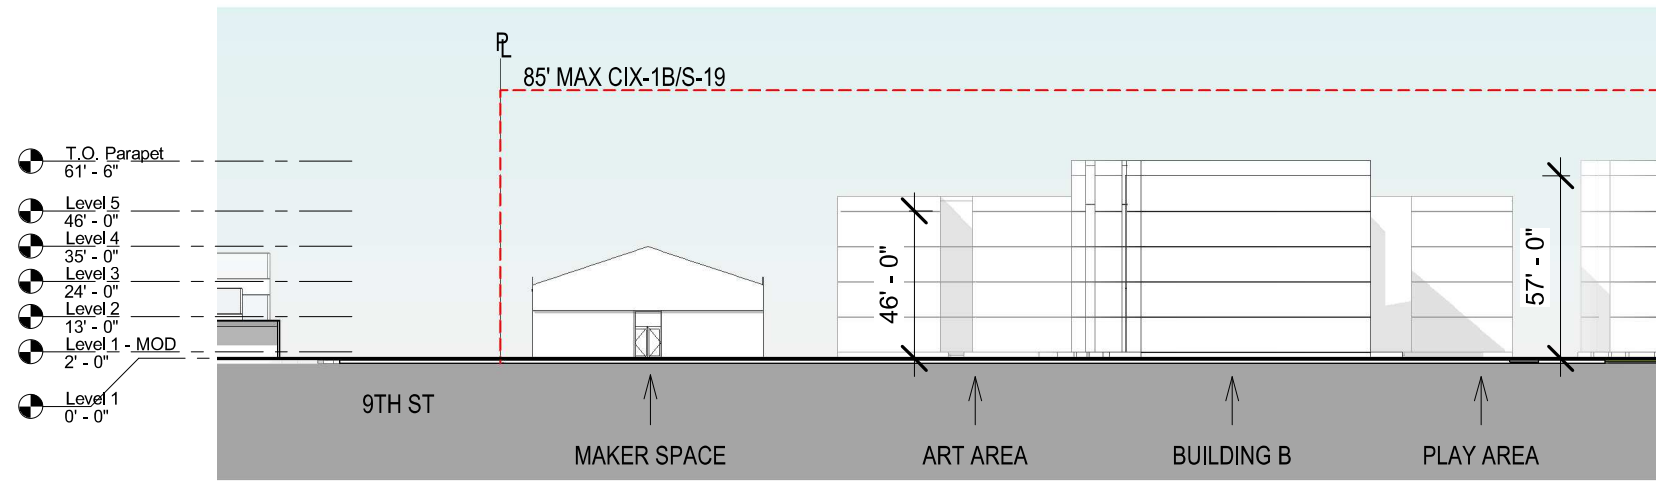 PL
85' MAX CIX-1B/S-19
T.O. Parapet
61' - 6"
Level 5
46' - 0"
Level 4
35' - 0"
Level 3
24' - 0"
Level 2
13' - 0"
Level 1 - MOD
2' - 0"
Level 1
0' - 0"
46' - 0"
57' - 0"
9TH ST
MAKER SPACE
ART AREA
BUILDING B
PLAY AREA